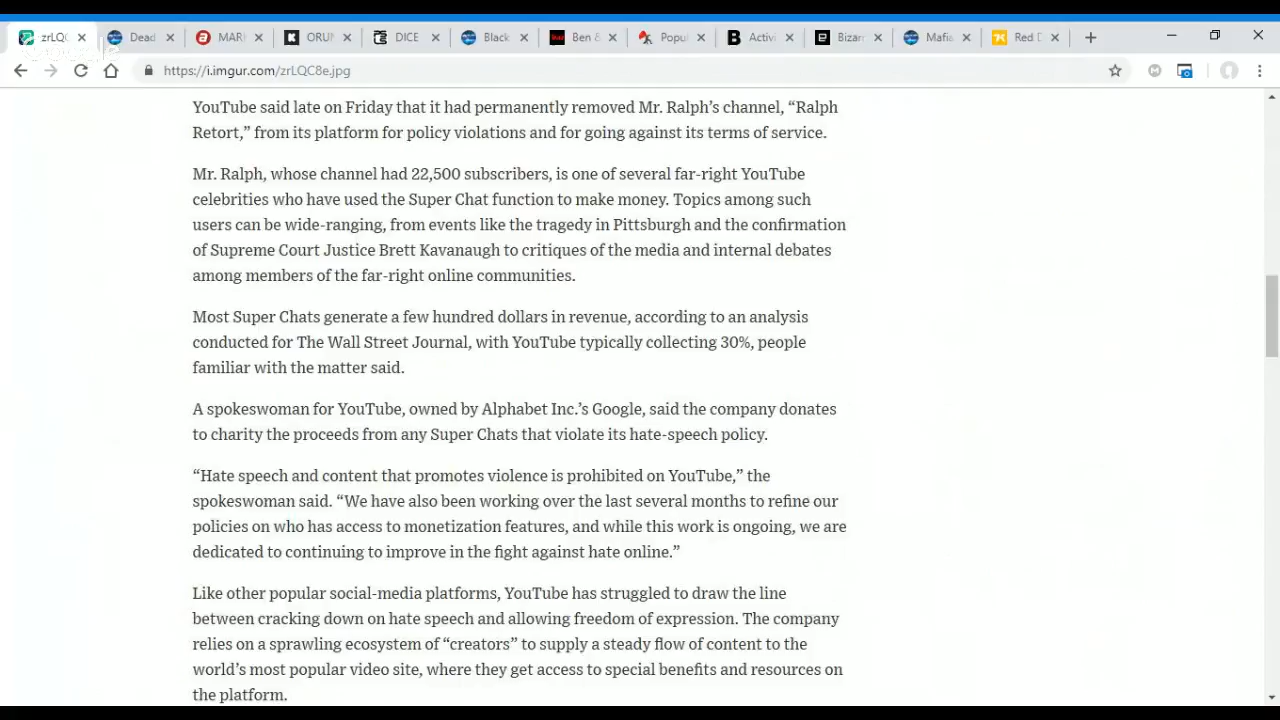 zrLQC
Dead
MARI
ORUN
DICE
Black
Ben &
Popul
Activi
Bizarr
Mafia
Red D
https://i.imgur.com/zrLQC8e.jpg
YouTube said late on Friday that it had permanently removed Mr. Ralph’s channel, “Ralph
Retort,” from its platform for policy violations and for going against its terms of service.
Mr. Ralph, whose channel had 22,500 subscribers, is one of several far-right YouTube
celebrities who have used the Super Chat function to make money. Topics among such
users can be wide-ranging, from events like the tragedy in Pittsburgh and the confirmation
of Supreme Court Justice Brett Kavanaugh to critiques of the media and internal debates
among members of the far-right online communities.
Most Super Chats generate a few hundred dollars in revenue, according to an analysis
conducted for The Wall Street Journal, with YouTube typically collecting 30%, people
familiar with the matter said.
A spokeswoman for YouTube, owned by Alphabet Inc.’s Google, said the company donates
to charity the proceeds from any Super Chats that violate its hate-speech policy.
“Hate speech and content that promotes violence is prohibited on YouTube,” the
spokeswoman said. “We have also been working over the last several months to refine our
policies on who has access to monetization features, and while this work is ongoing, we are
dedicated to continuing to improve in the fight against hate online.”
Like other popular social-media platforms, YouTube has struggled to draw the line
between cracking down on hate speech and allowing freedom of expression. The company
relies on a sprawling ecosystem of “creators” to supply a steady flow of content to the
world’s most popular video site, where they get access to special benefits and resources on
the platform.